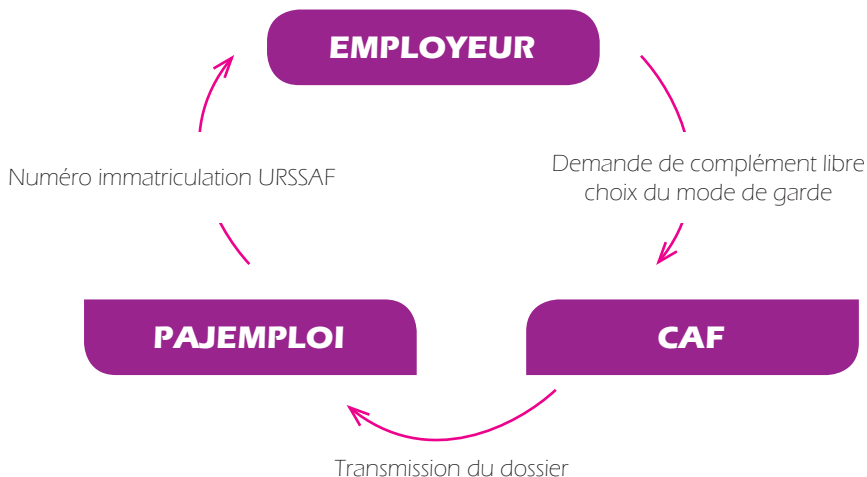 EMPLOYEUR
Numéro immatriculation URSSAF
Demande de complément libre
choix du mode de garde
PAJEMPLOI
CAF
Transmission du dossier